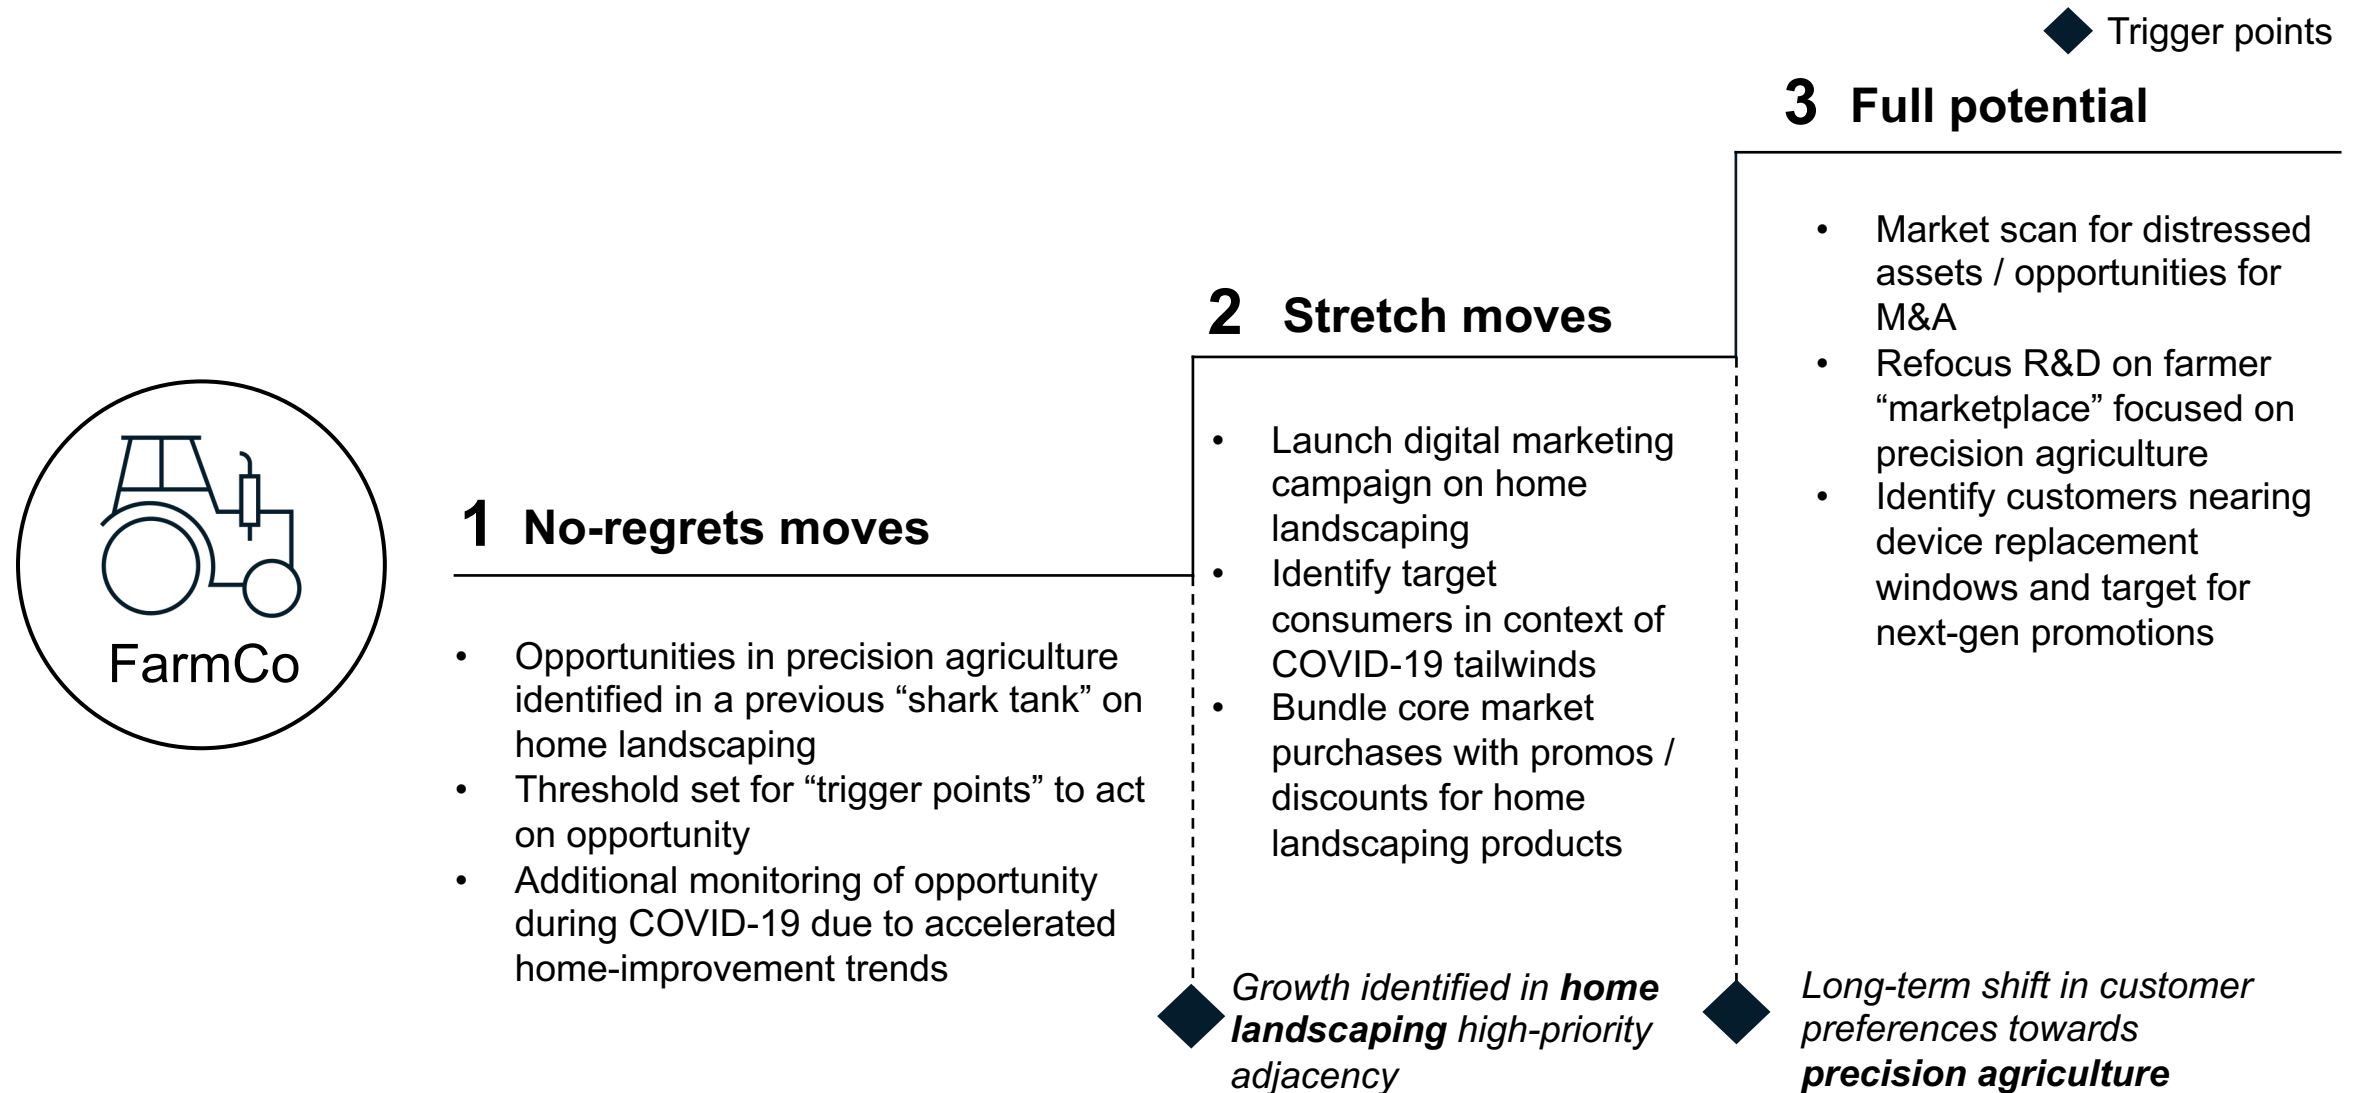 Trigger points
3 Full potential
• Market scan for distressed
assets / opportunities for
M&A
• Refocus R&D on farmer
“marketplace” focused on
precision agriculture
• Identify customers nearing
device replacement
windows and target for
next-gen promotions
2 Stretch moves
• Launch digital marketing
campaign on home
landscaping
• Identify target
consumers in context of
COVID-19 tailwinds
• Bundle core market
purchases with promos /
discounts for home
landscaping products
1 No-regrets moves
• Opportunities in precision agriculture
identified in a previous “shark tank” on
home landscaping
• Threshold set for “trigger points” to act
on opportunity
• Additional monitoring of opportunity
during COVID-19 due to accelerated
home-improvement trends
FarmCo
Growth identified in home
landscaping high-priority
adjacency
Long-term shift in customer
preferences towards
precision agriculture